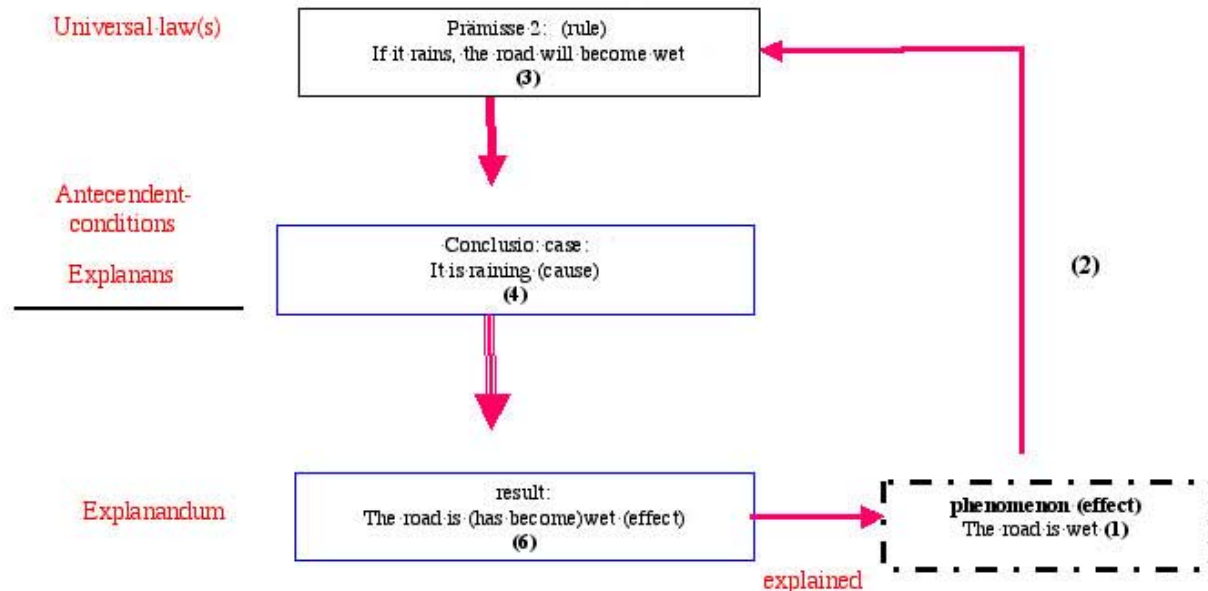 Universal law(s)
Prämisse 2: (rule)
If it rains, the road will become wet
(3)
Antecendent-
conditions
Explanans
Conclusio: case:
It is raining (cause)
(4)
(2)
Explanandum
result:
The road is (has become)wet (effect)
(6)
phenomenon (effect)
The road is wet (1)
explained